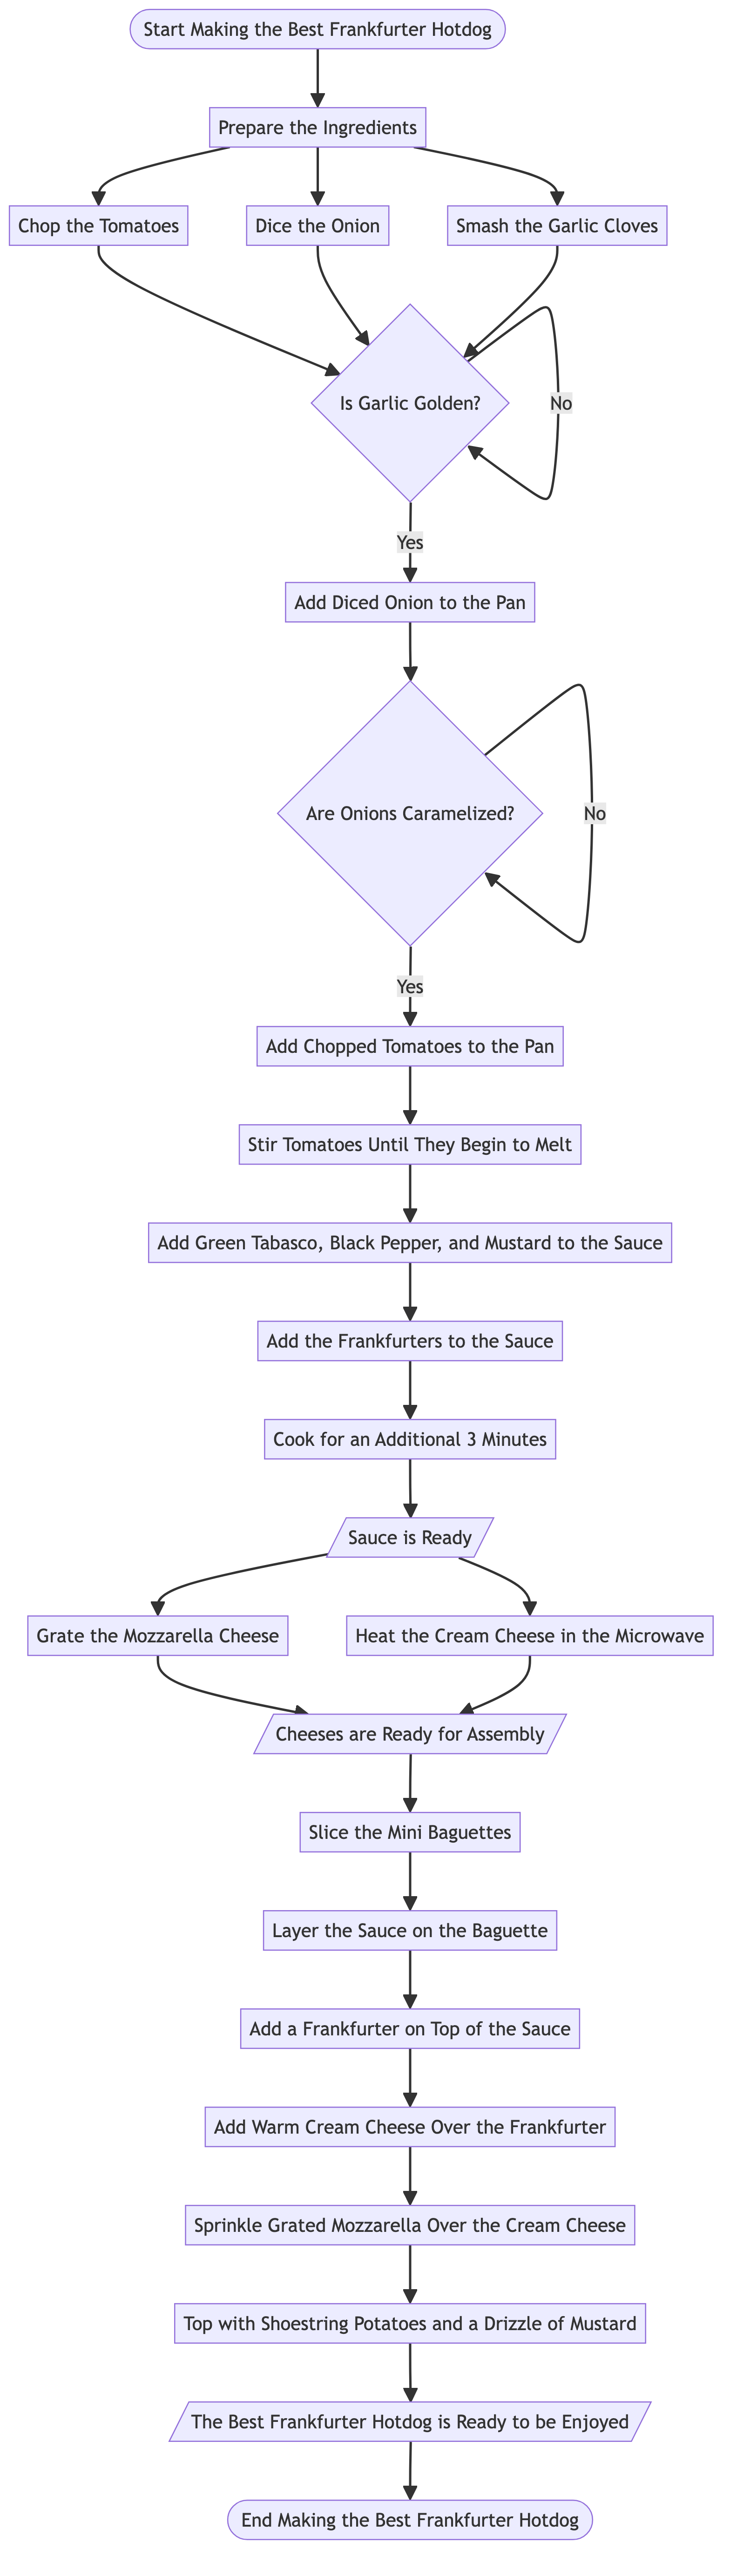 Start Making the Best Frankfurter Hotdog
Prepare the Ingredients
Chop the Tomatoes
Dice the Onion
Smash the Garlic Cloves
Is Garlic Golden?
No
Yes
Add Diced Onion to the Pan
Are Onions Caramelized?
No
Yes
Add Chopped Tomatoes to the Pan
Stir Tomatoes Until They Begin to Melt
Add Green Tabasco, Black Pepper, and Mustard to the Sauce
Add the Frankfurters to the Sauce
Cook for an Additional 3 Minutes
Sauce is Ready
Grate the Mozzarella Cheese
Heat the Cream Cheese in the Microwave
Cheeses are Ready for Assembly
Slice the Mini Baguettes
Layer the Sauce on the Baguette
Add a Frankfurter on Top of the Sauce
Add Warm Cream Cheese Over the Frankfurter
Sprinkle Grated Mozzarella Over the Cream Cheese
Top with Shoestring Potatoes and a Drizzle of Mustard
The Best Frankfurter Hotdog is Ready to be Enjoyed
End Making the Best Frankfurter Hotdog